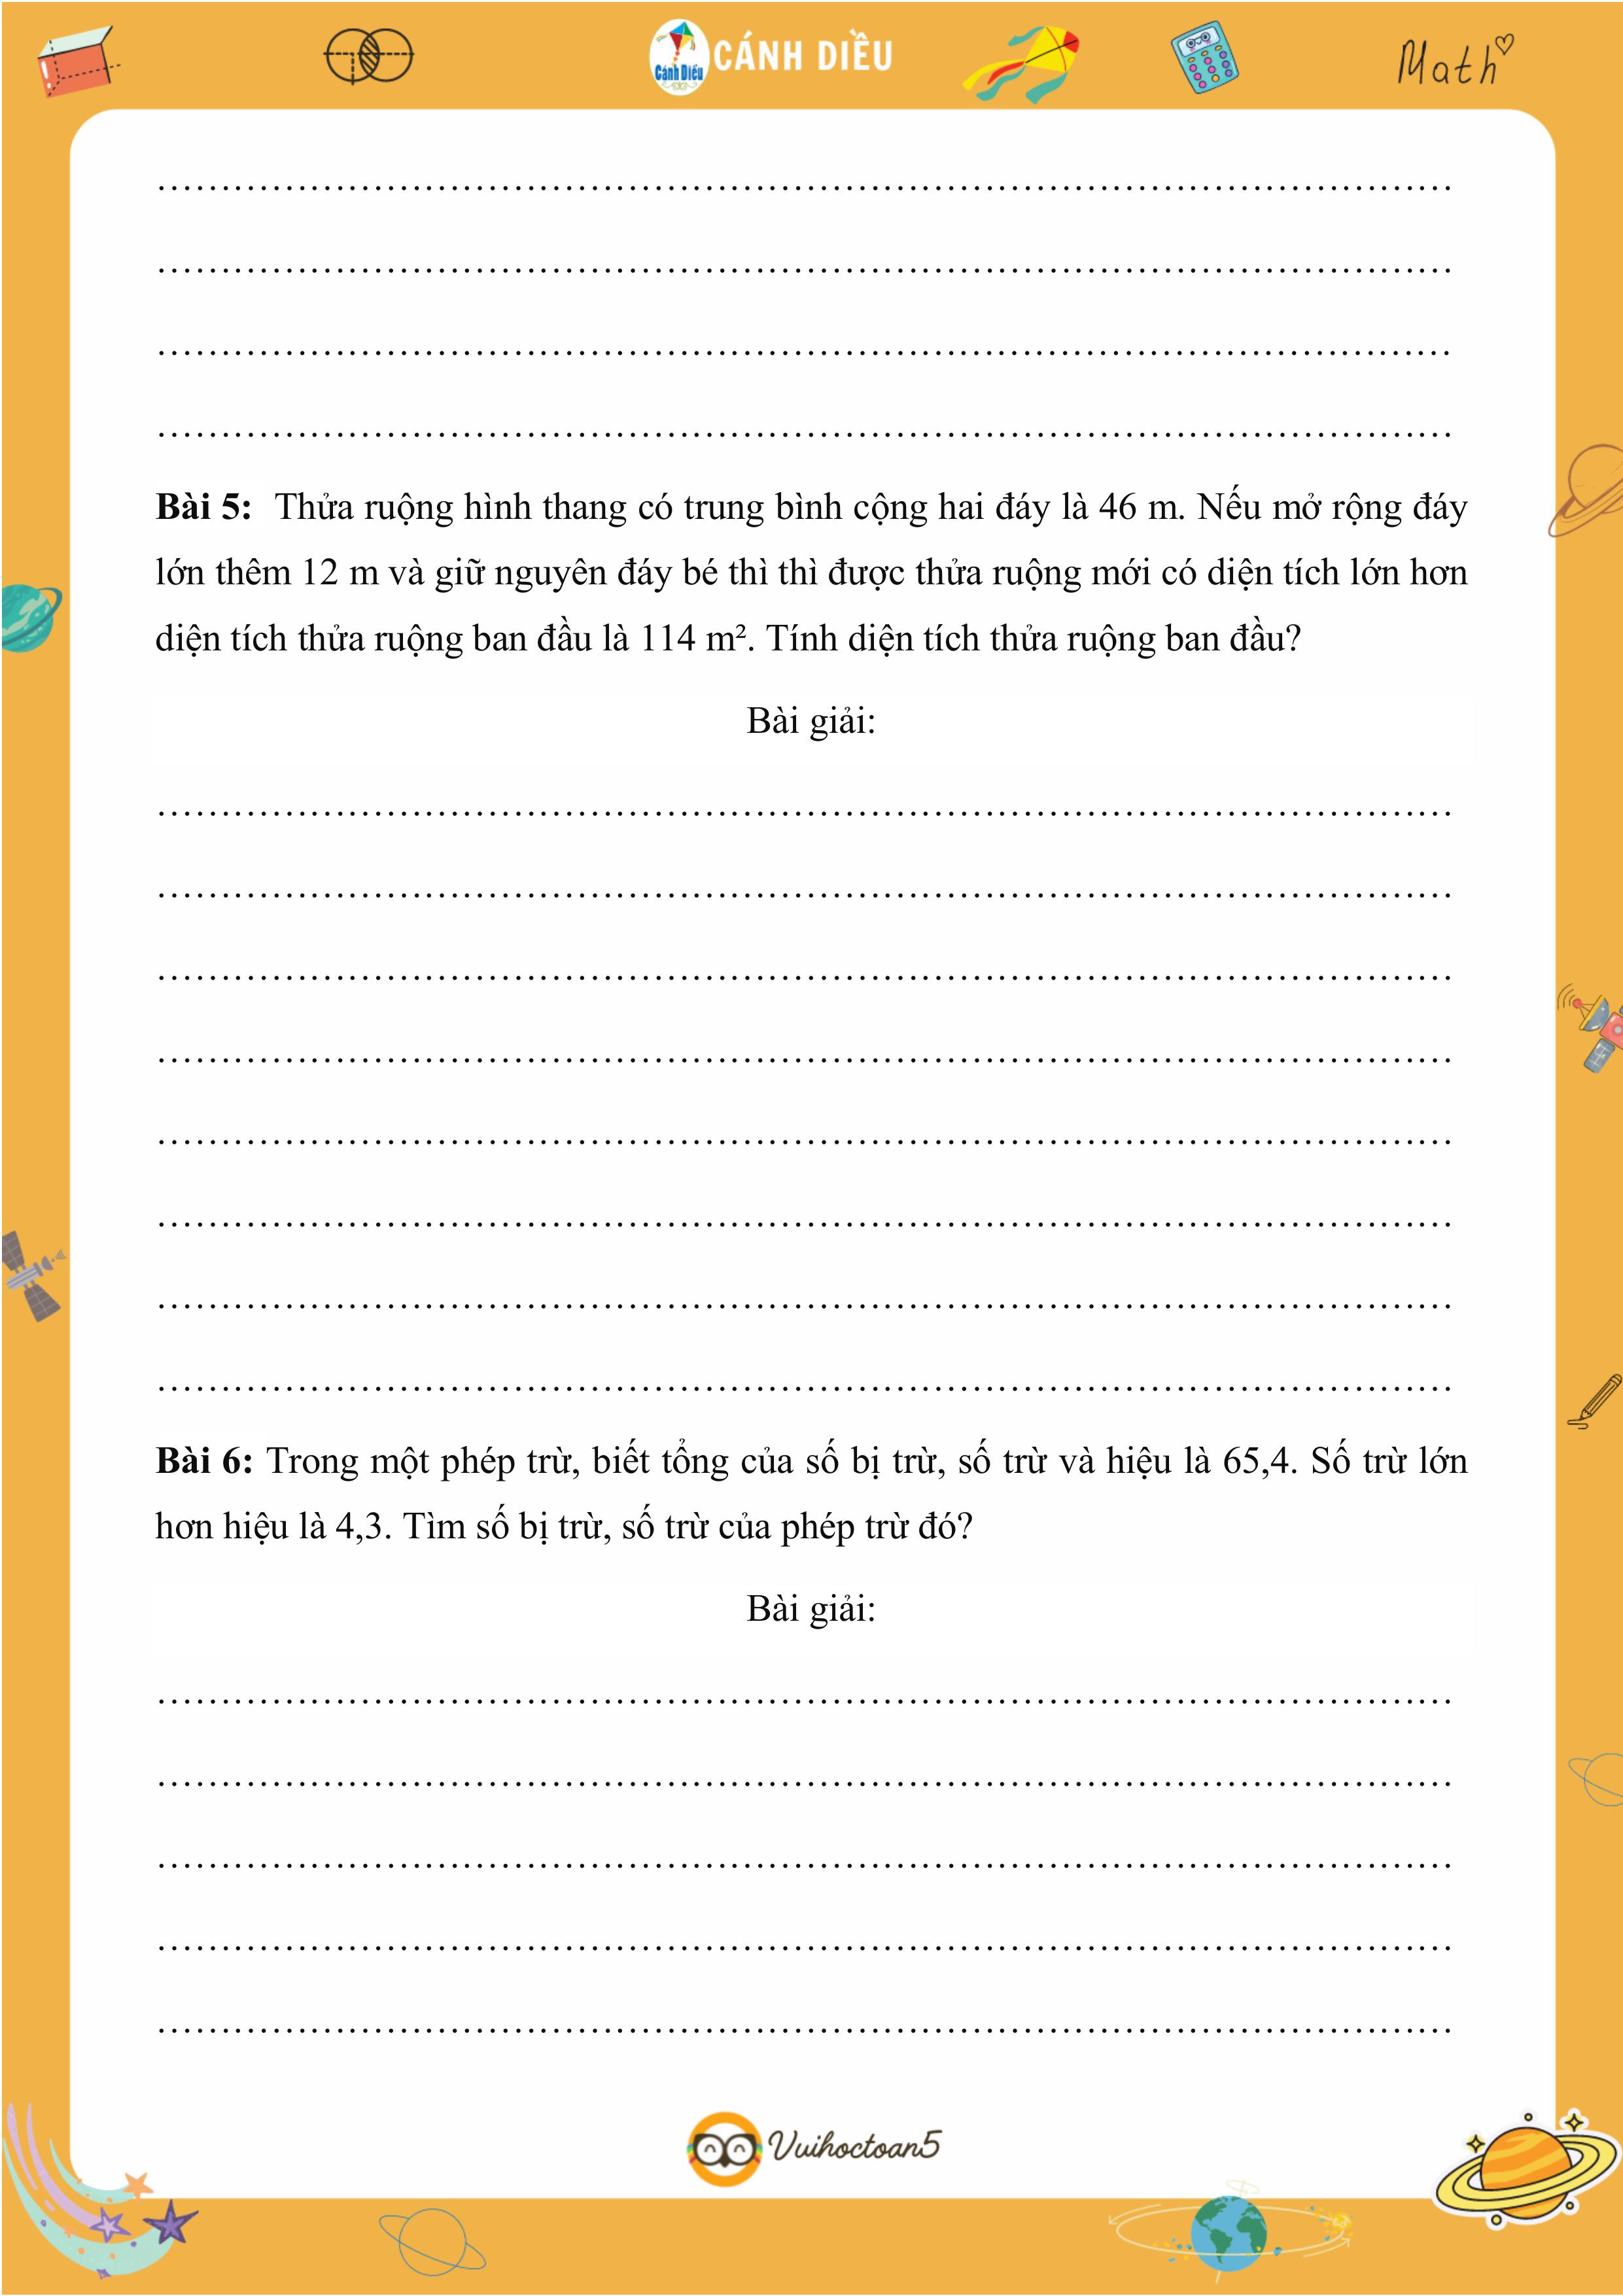 Cánh Diều CÁNH DIỀU Math
........................................................................................................
........................................................................................................
........................................................................................................
........................................................................................................
Bài 5: Thửa ruộng hình thang có trung bình cộng hai đáy là 46 m. Nếu mở rộng đáy
lớn thêm 12 m và giữ nguyên đáy bé thì thì được thửa ruộng mới có diện tích lớn hơn
diện tích thửa ruộng ban đầu là 114 m². Tính diện tích thửa ruộng ban đầu?
Bài giải:
........................................................................................................
........................................................................................................
........................................................................................................
........................................................................................................
........................................................................................................
........................................................................................................
........................................................................................................
........................................................................................................
Bài 6: Trong một phép trừ, biết tổng của số bị trừ, số trừ và hiệu là 65,4. Số trừ lớn
hơn hiệu là 4,3. Tìm số bị trừ, số trừ của phép trừ đó?
Bài giải:
........................................................................................................
........................................................................................................
........................................................................................................
........................................................................................................
........................................................................................................
Vuihoctoan5